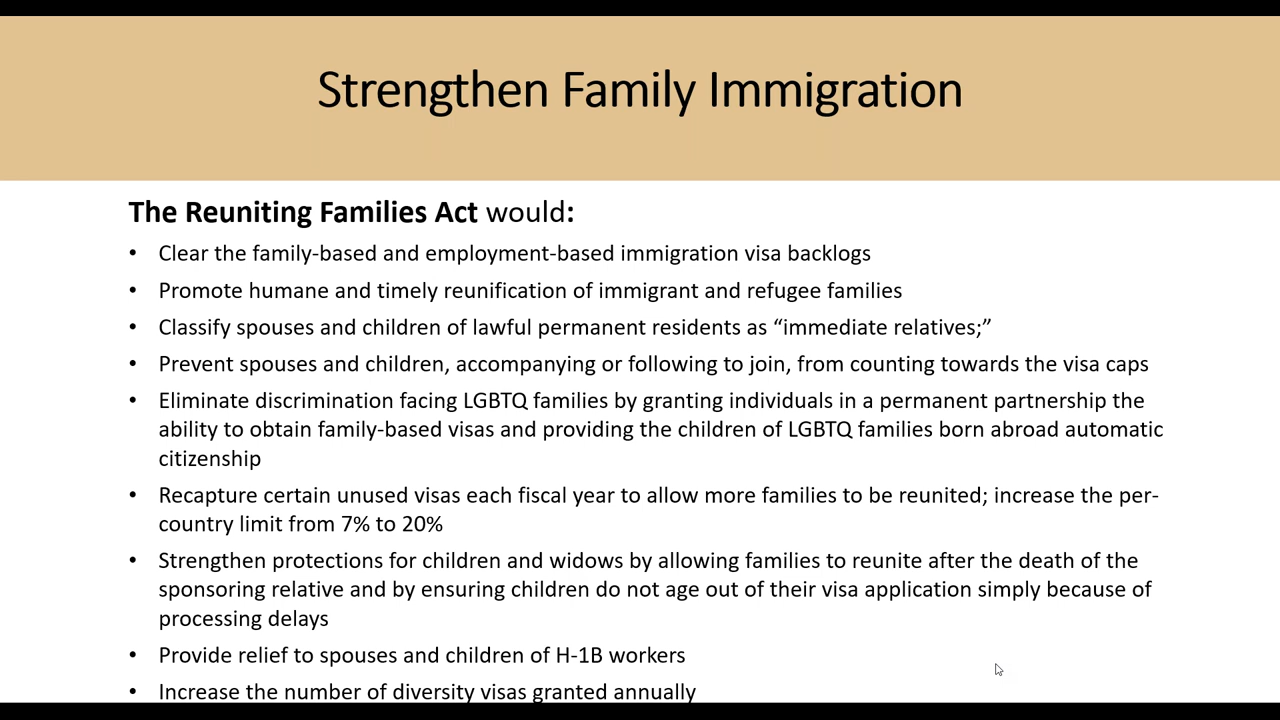 Strengthen Family Immigration
The Reuniting Families Act would:
• Clear the family-based and employment-based immigration visa backlogs
• Promote humane and timely reunification of immigrant and refugee families
• Classify spouses and children of lawful permanent residents as “immediate relatives;”
• Prevent spouses and children, accompanying or following to join, from counting towards the visa caps
• Eliminate discrimination facing LGBTQ families by granting individuals in a permanent partnership the
ability to obtain family-based visas and providing the children of LGBTQ families born abroad automatic
citizenship
• Recapture certain unused visas each fiscal year to allow more families to be reunited; increase the per-
country limit from 7% to 20%
• Strengthen protections for children and widows by allowing families to reunite after the death of the
sponsoring relative and by ensuring children do not age out of their visa application simply because of
processing delays
• Provide relief to spouses and children of H-1B workers
• Increase the number of diversity visas granted annually